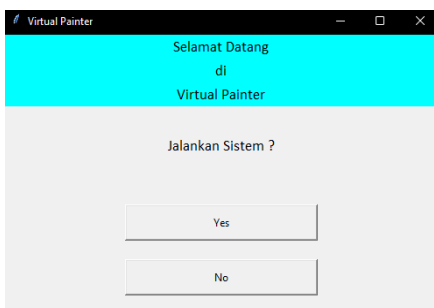 Virtual Painter
Selamat Datang
di
Virtual Painter
Jalankan Sistem ?
Yes
No